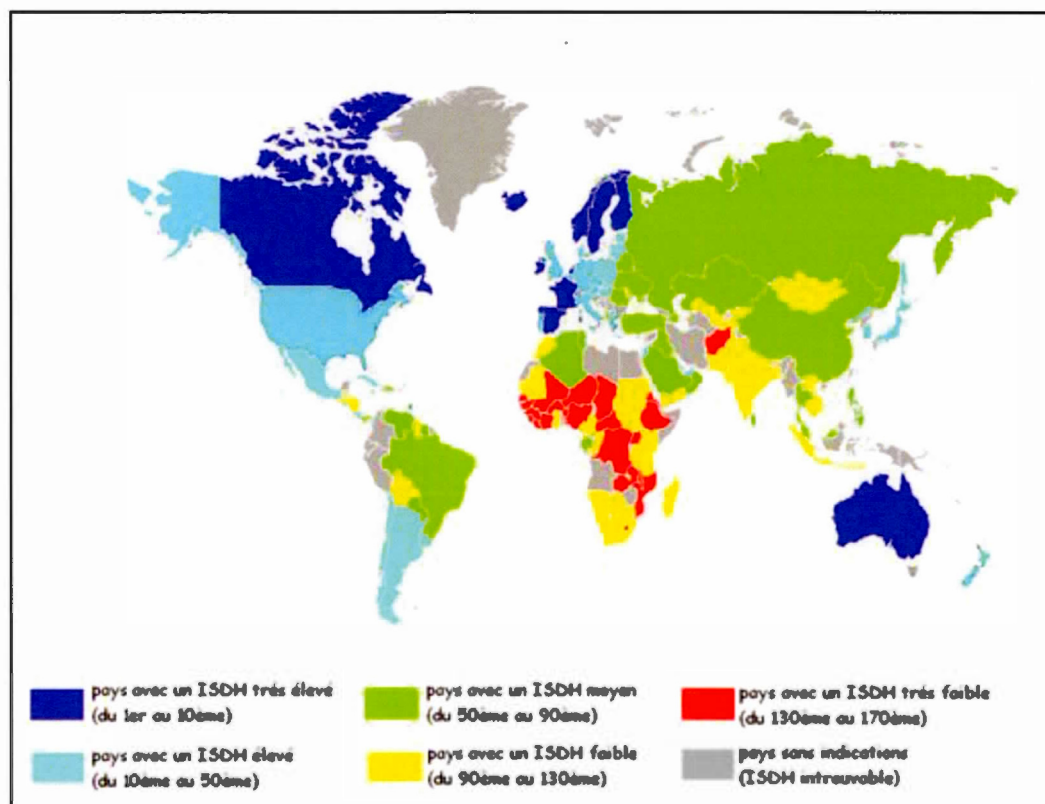 pays avec un ISDH trés élevé
(du 1er au 10ème)
pays avec un ISDH élevé
(du 10ème au 50ème)
pays avec un ISDH moyen
(du 50ème au 90ème)
pays avec un ISDH faible
(du 90ème au 130ème)
pays avec un ISDH trés faible
(du 130ème au 170ème)
pays sans indications
(ISDH introuvable)